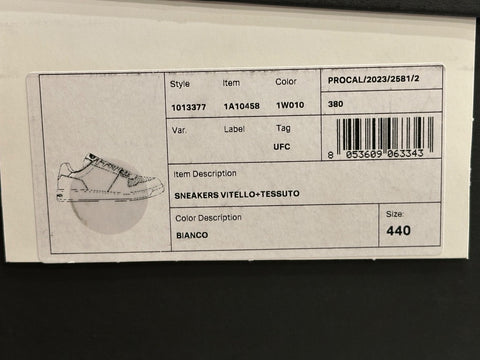 Style Item Color PROCAL/2023/2581/2
1013377 1A10458 1W010 380
Var. Label Tag
UFC
8 053609 063343
Item Description
SNEAKERS VITELLO+TESSUTO
Color Description Size:
BIANCO 440